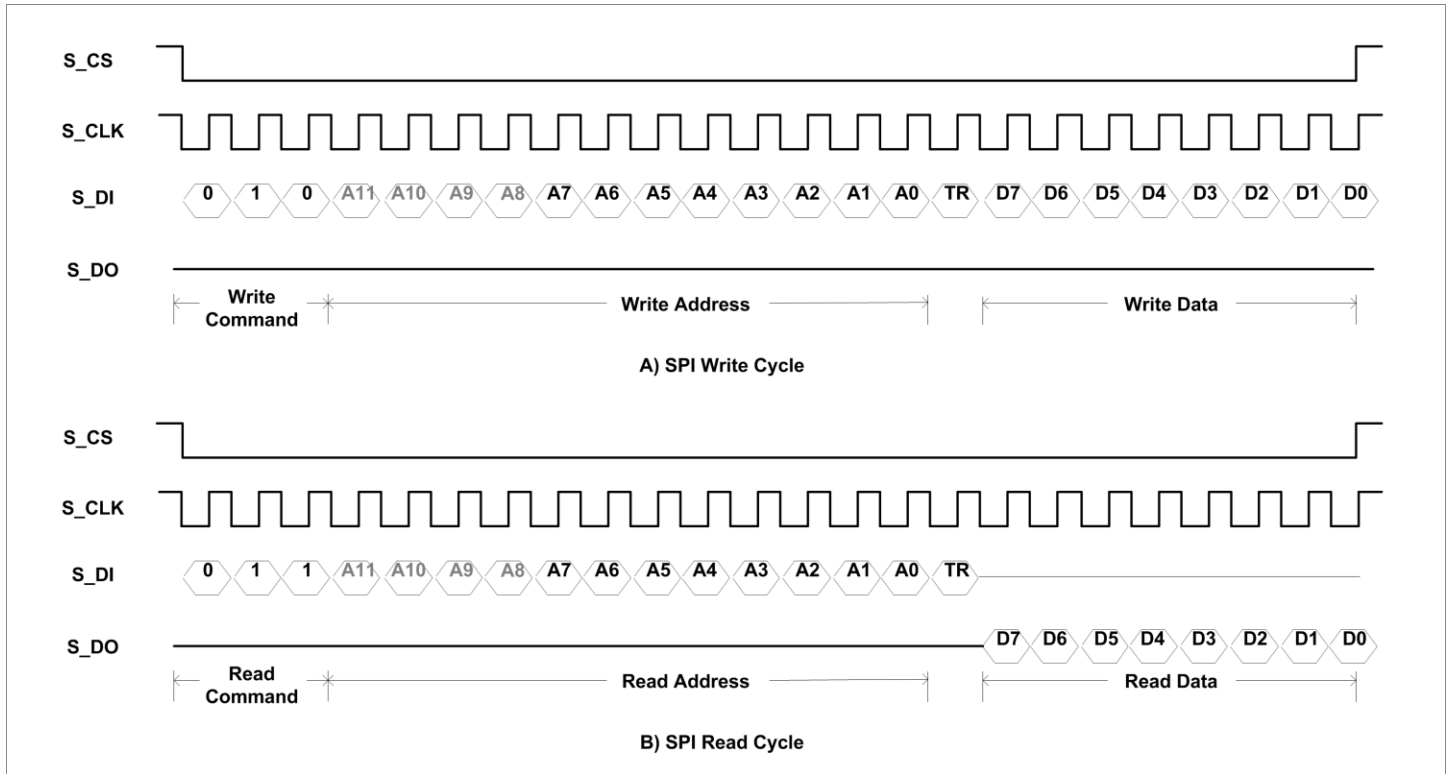 S_CS
S_CLK
S_DI 0 1 0 A11 A10 A9 A8 A7 A6 A5 A4 A3 A2 A1 A0 TR D7 D6 D5 D4 D3 D2 D1 D0
S_DO
Write Command
Write Address
Write Data
A) SPI Write Cycle
S_CS
S_CLK
S_DI 0 1 1 A11 A10 A9 A8 A7 A6 A5 A4 A3 A2 A1 A0 TR
S_DO D7 D6 D5 D4 D3 D2 D1 D0
Read Command
Read Address
Read Data
B) SPI Read Cycle